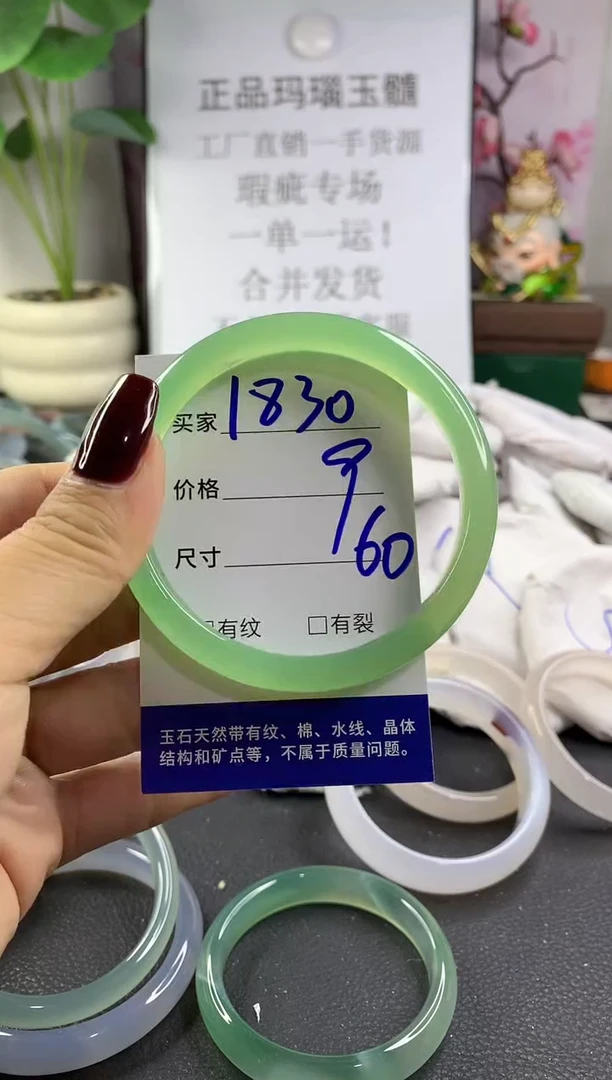 正品玛瑙玉髓
工厂直销一手货源
瑕疵专场
一单一运!
合并发货
买家 1830
价格 9
尺寸 60
□有纹 □有裂
玉石天然带有纹、棉、水线、晶体
结构和矿点等，不属于质量问题。